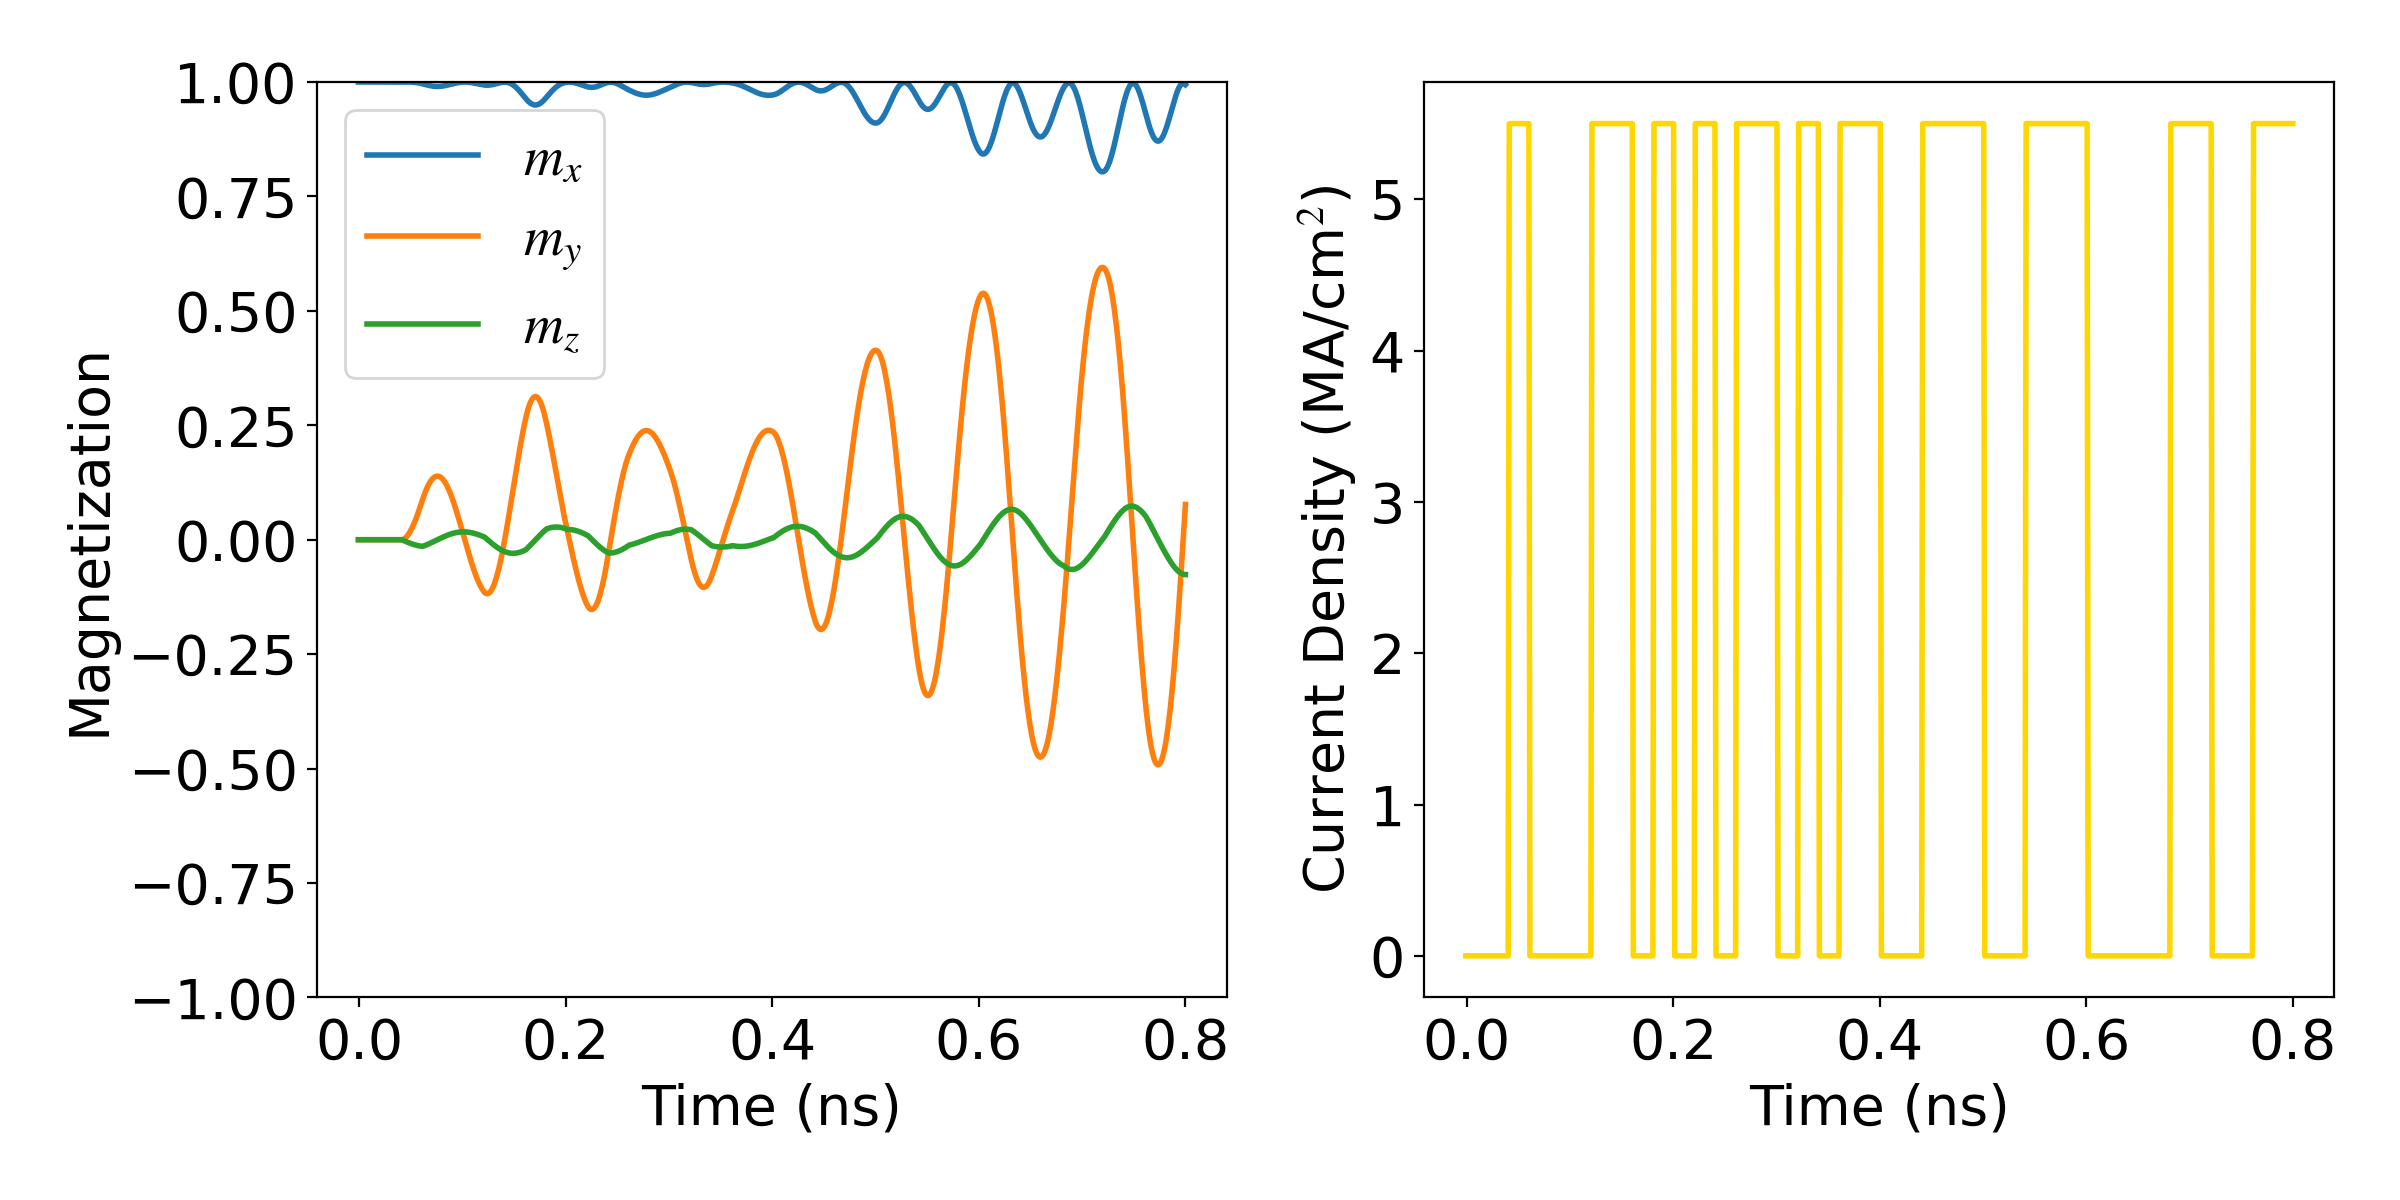 Magnetization
1.00
0.75
0.50
0.25
0.00
−0.25
−0.50
−0.75
−1.00
m_x
m_y
m_z
0.0 0.2 0.4 0.6 0.8
Time (ns)
Current Density (MA/cm²)
5
4
3
2
1
0
0.0 0.2 0.4 0.6 0.8
Time (ns)